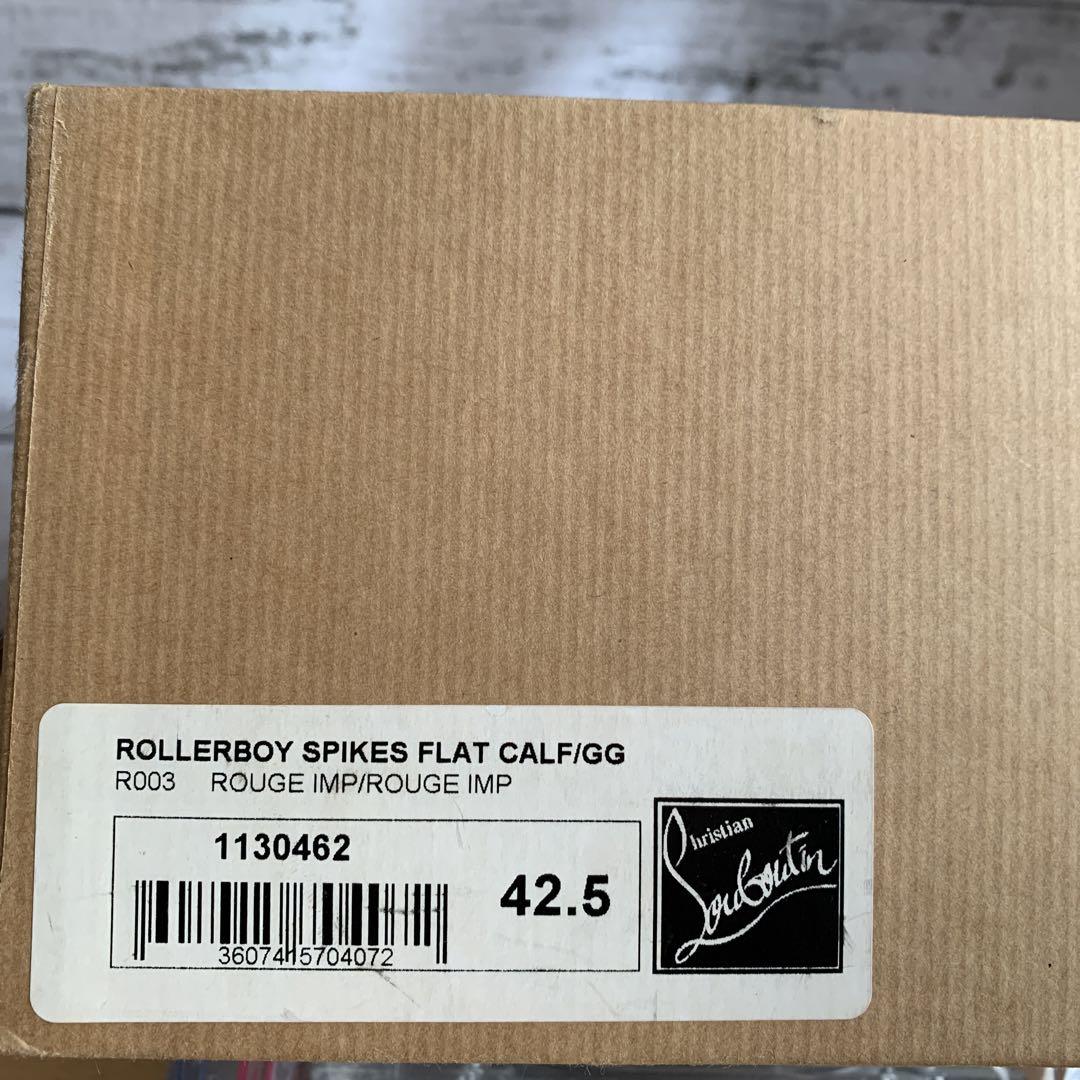 ROLLERBOY SPIKES FLAT CALF/GG
R003 ROUGE IMP/ROUGE IMP
1130462
42.5
3607415704072
Christian
Louboutin